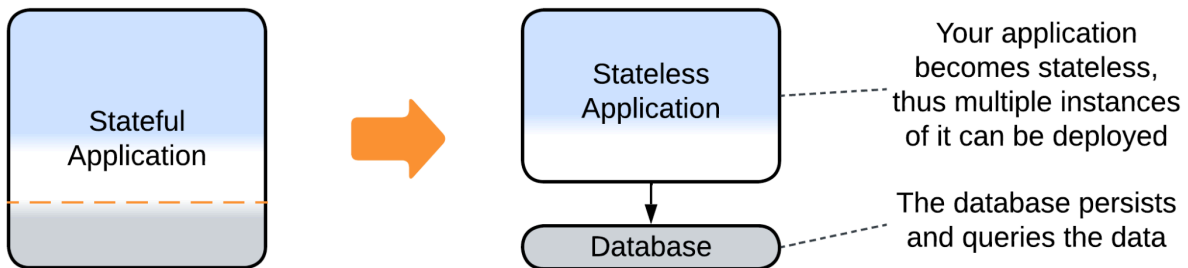 Stateful
Application
Stateless
Application
Your application
becomes stateless,
thus multiple instances
of it can be deployed
Database
The database persists
and queries the data